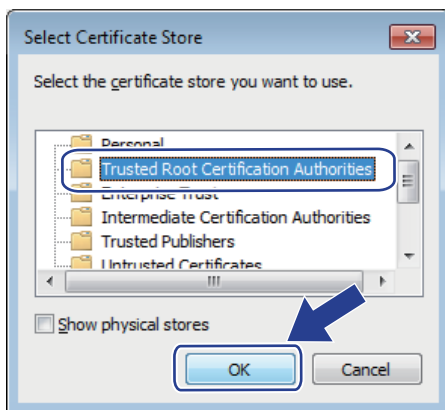 Select Certificate Store
Select the certificate store you want to use.
Personal
Trusted Root Certification Authorities
Enterprise Trust
Intermediate Certification Authorities
Trusted Publishers
Untrusted Certificates
Show physical stores
OK
Cancel